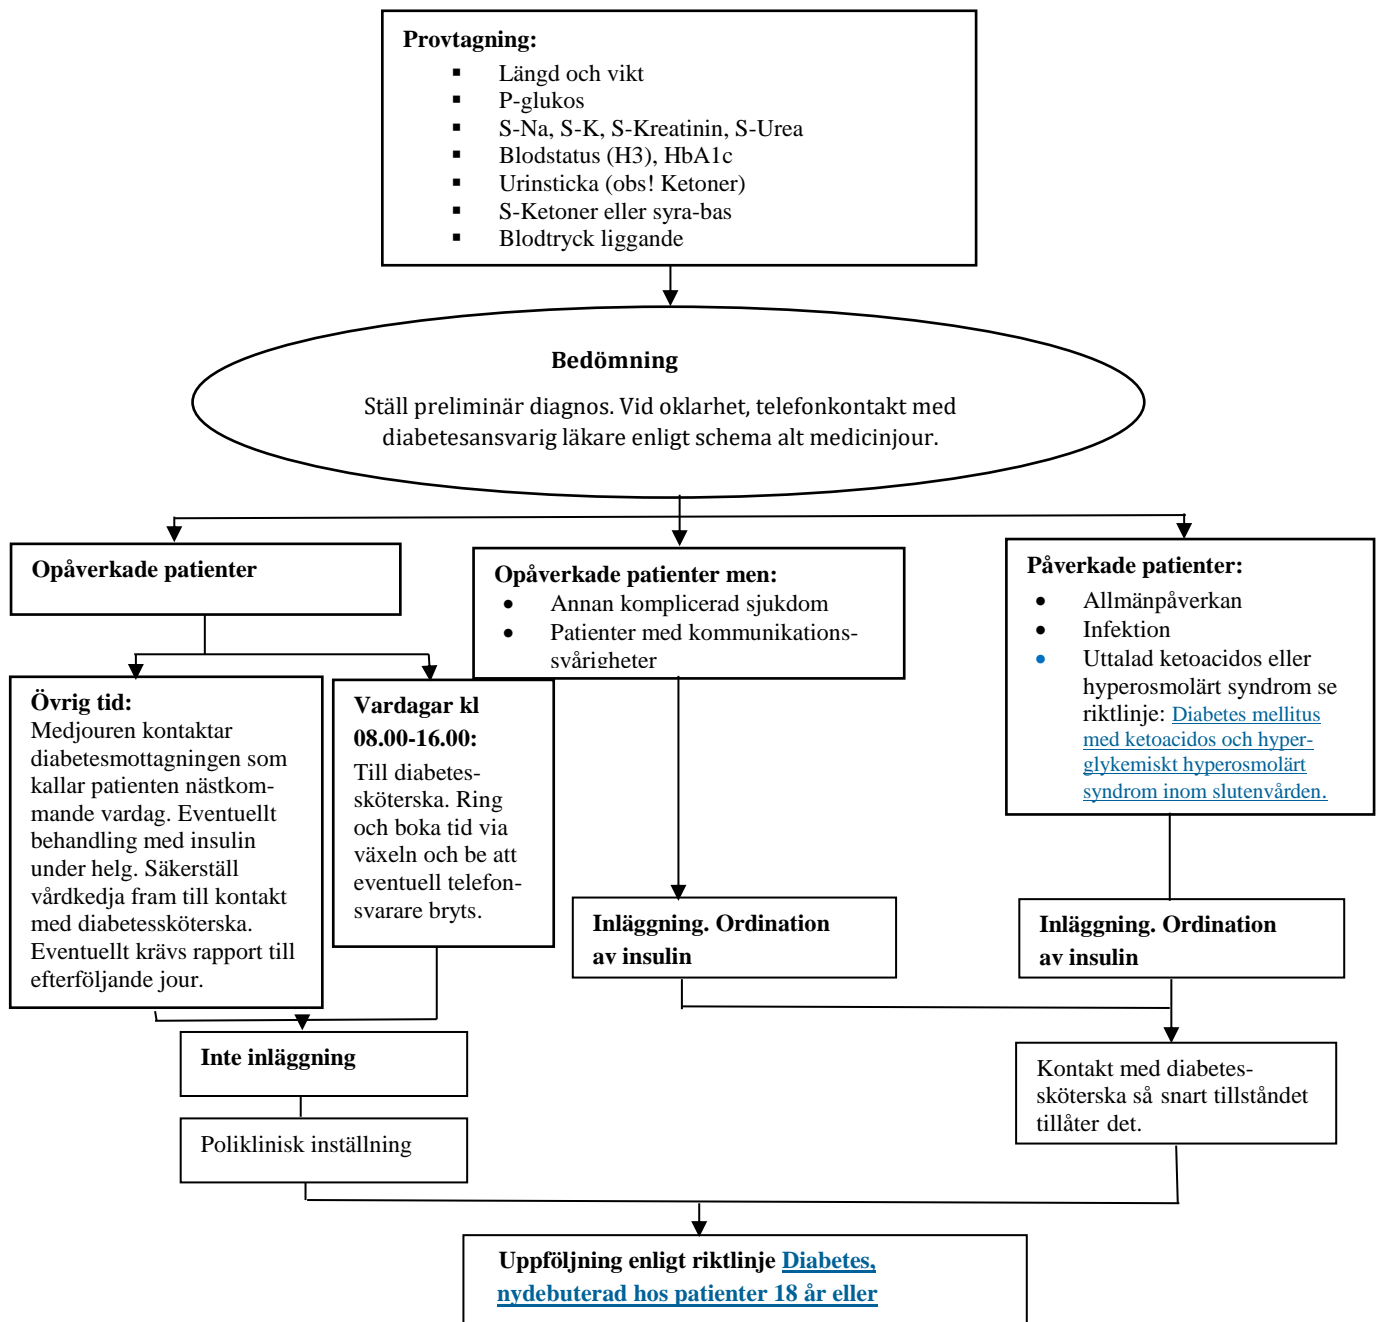 Provtagning:
▪ Längd och vikt
▪ P-glukos
▪ S-Na, S-K, S-Kreatinin, S-Urea
▪ Blodstatus (H3), HbA1c
▪ Urinsticka (obs! Ketoner)
▪ S-Ketoner eller syra-bas
▪ Blodtryck liggande
Bedömning
Ställ preliminär diagnos. Vid oklarhet, telefonkontakt med
diabetesansvarig läkare enligt schema alt medicinjour.
Opåverkade patienter
Övrig tid:
Medjouren kontaktar
diabetesmottagningen som
kallar patienten nästkom-
mande vardag. Eventuellt
behandling med insulin
under helg. Säkerställ
vårdkedja fram till kontakt
med diabetessköterska.
Eventuellt krävs rapport till
efterföljande jour.
Vardagar kl
08.00-16.00:
Till diabetes-
sköterska. Ring
och boka tid via
växeln och be att
eventuell telefon-
svarare bryts.
Inte inläggning
Poliklinisk inställning
Opåverkade patienter men:
• Annan komplicerad sjukdom
• Patienter med kommunikations-
svårigheter
Inläggning. Ordination
av insulin
Påverkade patienter:
• Allmänpåverkan
• Infektion
• Uttalad ketoacidos eller
hyperosmolärt syndrom se
riktlinje: Diabetes mellitus
med ketoacidos och hyper-
glykemiskt hyperosmolärt
syndrom inom slutenvården.
Inläggning. Ordination
av insulin
Kontakt med diabetes-
sköterska så snart tillståndet
tillåter det.
Uppföljning enligt riktlinje Diabetes,
nydebuterad hos patienter 18 år eller